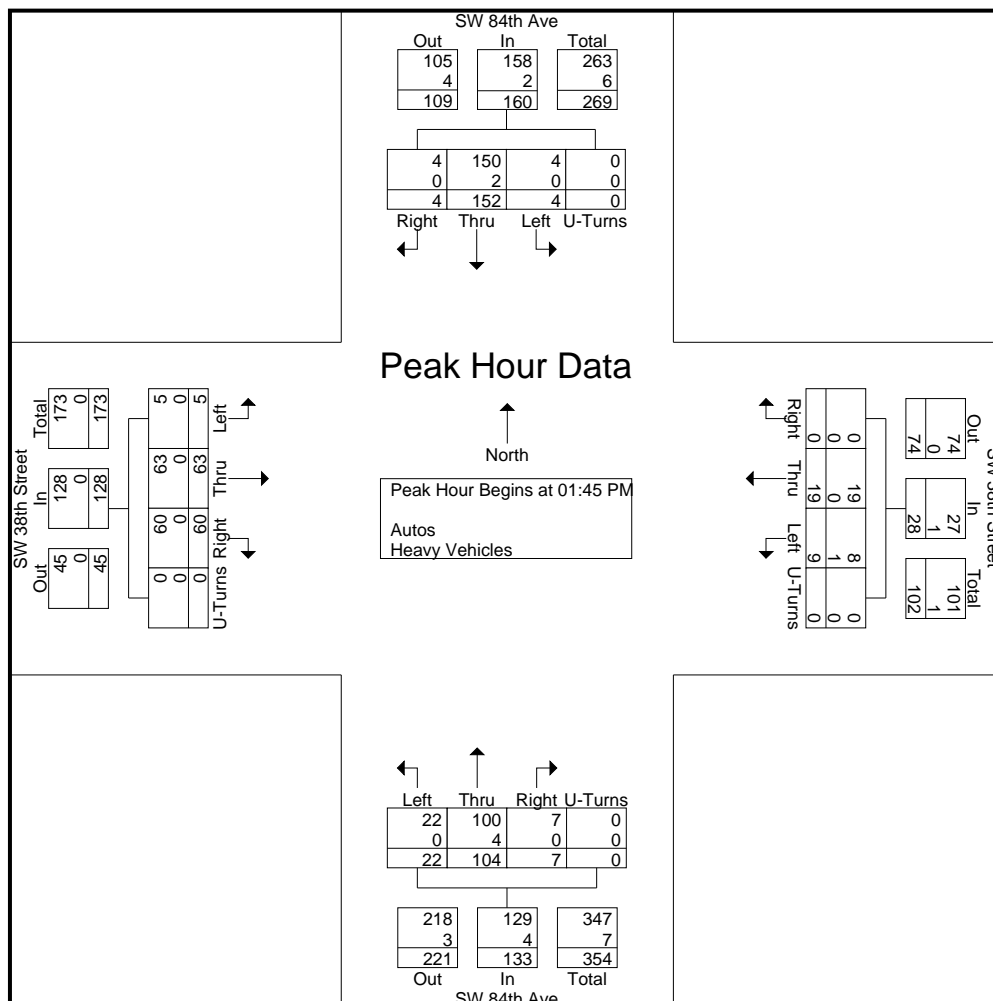 SW 84th Ave
Out In Total
105 158 263
4 2 6
109 160 269
4 150 4 0
0 2 0 0
4 152 4 0
Right Thru Left U-Turns
Peak Hour Data
North
Peak Hour Begins at 01:45 PM
Autos
Heavy Vehicles
SW 38th Street
Total In Out
173 128 45
0 0 0
173 128 45
5 63 60 0
0 0 0 0
5 63 60 0
Left Thru Right U-Turns
SW 38th Street
Out In Total
74 27 101
0 1 1
74 28 102
0 19 8 0
0 0 1 0
0 19 9 0
Right Thru Left U-Turns
Left Thru Right U-Turns
22 100 7 0
0 4 0 0
22 104 7 0
218 129 347
3 4 7
221 133 354
Out In Total
SW 84th Ave